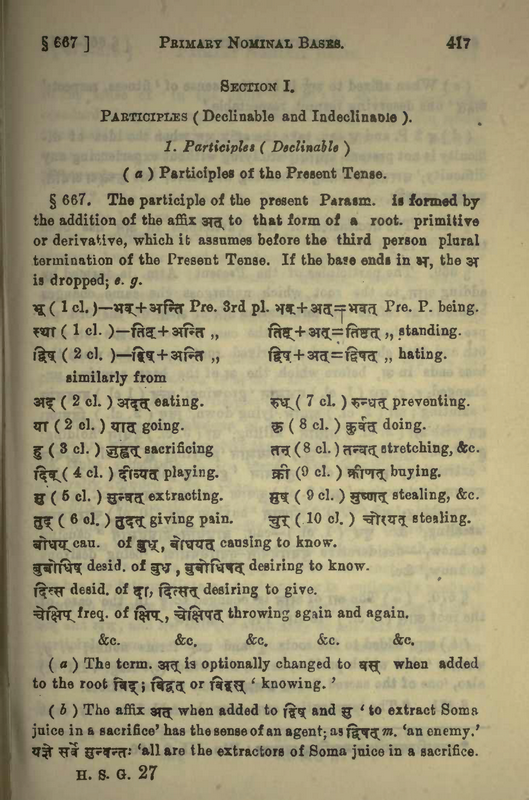 § 667 ] PRIMARY NOMINAL BASES. 417
SECTION I.
PARTICIPLES ( Declinable and Indeclinable ).
1. Participles ( Declinable )
( a ) Participles of the Present Tense.
§ 667. The participle of the present Parasm. is formed by
the addition of the affix अत् to that form of a root. primitive
or derivative, which it assumes before the third person plural
termination of the Present Tense. If the base ends in अ, the अ
is dropped; e. g.
भू ( 1 cl. )—भव्+अन्ति Pre. 3rd pl. भव्+अत्=भवत् Pre. P. being.
स्था ( 1 cl. )—तिष्ठ+अन्ति ,, तिष्ठ+अत्=तिष्ठत् ,, standing.
द्विष् ( 2 cl. )—द्विष्+अन्ति ,, द्विष्+अत्=द्विषत् ,, hating.
similarly from
अद् ( 2 cl. ) अदत् eating. रुध् ( 7 cl. ) रुन्धत् preventing.
या ( 2 cl. ) यात् going. कृ ( 8 cl. ) कुर्वत् doing.
हु ( 3 cl. ) जुह्वत् sacrificing तन् (8 cl. ) तन्वत् stretching, &c.
दिव् ( 4 cl. ) दीव्यत् playing. क्री (9 cl. ) क्रीणत् buying.
सु ( 5 cl. ) सुन्वत् extracting. मुष् ( 9 cl. ) मुष्णत् stealing, &c.
तुद् ( 6 cl. ) तुदत् giving pain. चुर् ( 10 cl. ) चोरयत् stealing.
बोधय् cau. of बुध्, बोधयत् causing to know.
बुबोधिष् desid. of बुध , बुबोधिषत् desiring to know.
दित्स desid. of दा, दित्सत् desiring to give.
चेक्षिप् freq. of क्षिप्, चेक्षिपत् throwing again and again.
&c. &c. &c. &c. &c.
( a ) The term. अत् is optionally changed to वस् when added
to the root विद् ; विद्वत् or विद्वस् ‘ knowing. ’
( b ) The affix अत् when added to द्विष् and सु ‘ to extract Soma
juice in a sacrifice’ has the sense of an agent; as द्विषत् m. ‘an enemy.’
यज्ञे सर्वे सुन्वन्तः ‘all are the extractors of Soma juice in a sacrifice.
H. S. G. 27